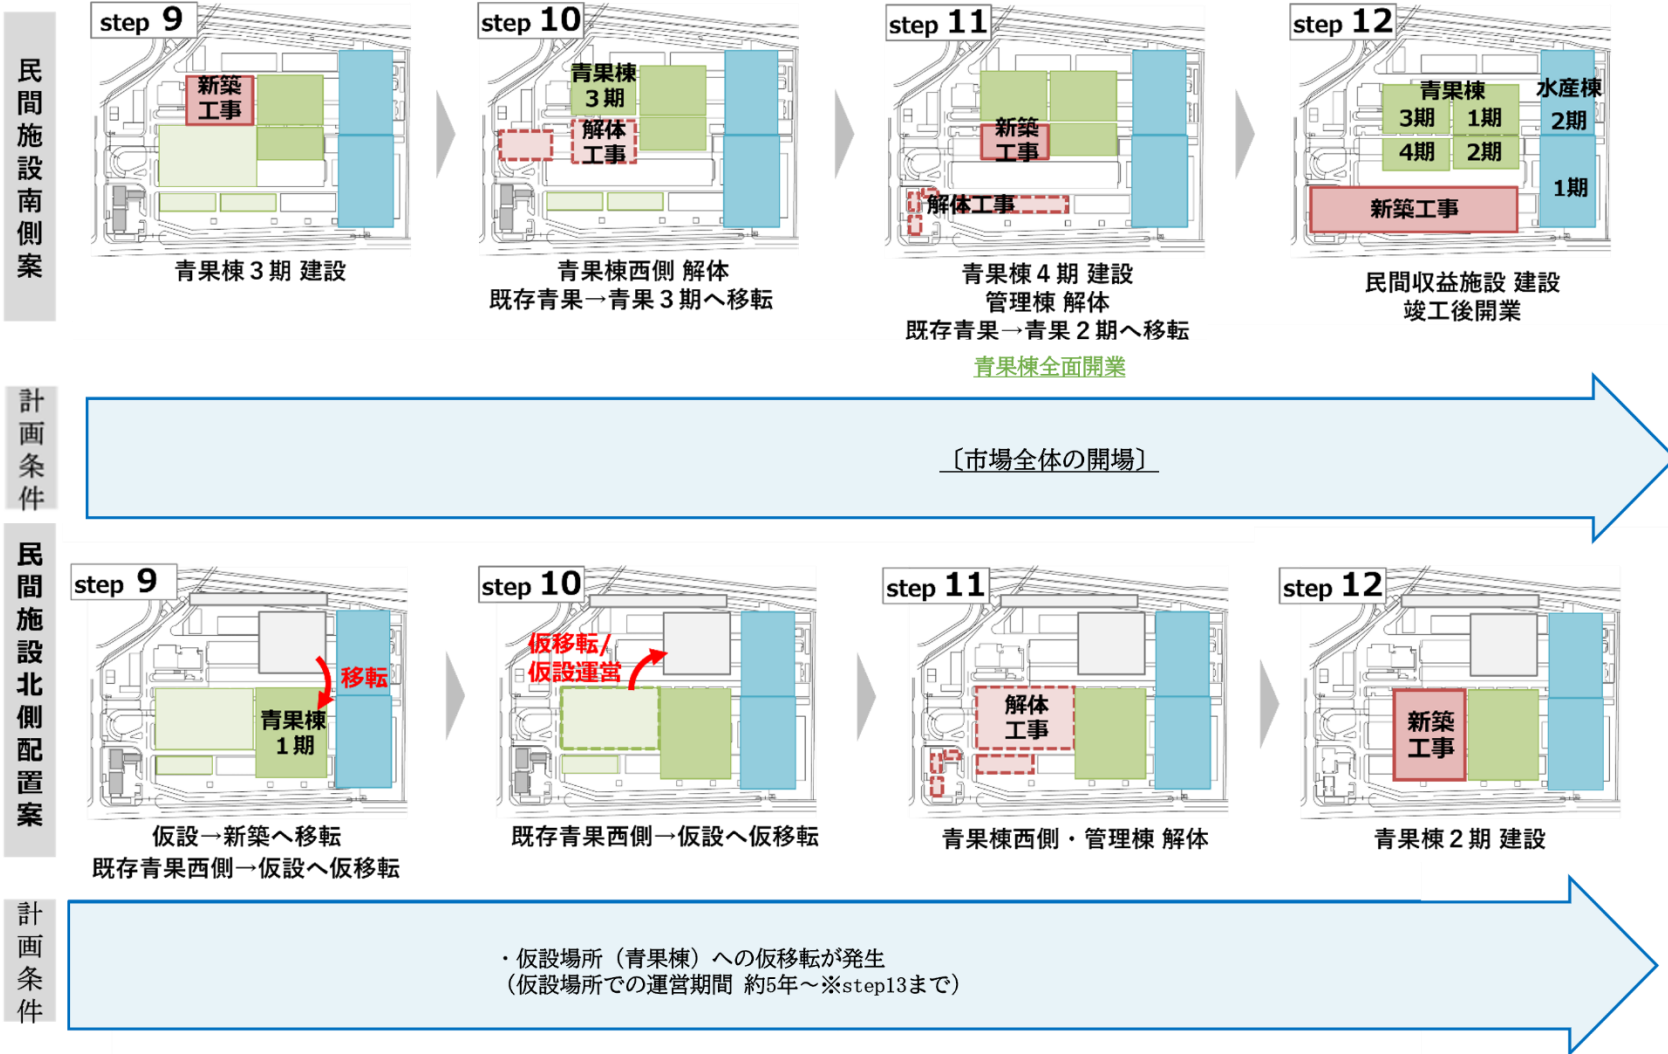 民間施設南側案
step 9
新築
工事
青果棟３期 建設
step 10
青果棟
３期
解体
工事
青果棟西側 解体
既存青果→青果３期へ移転
step 11
新築
工事
解体工事
青果棟４期 建設
管理棟 解体
既存青果→青果２期へ移転
青果棟全面開業
step 12
青果棟
3期
1期
4期
2期
水産棟
2期
1期
新築工事
民間収益施設 建設
竣工後開業
計画条件
〔市場全体の開場〕
民間施設北側配置案
step 9
移転
青果棟
１期
仮設→新築へ移転
既存青果西側→仮設へ仮移転
step 10
仮移転/
仮設運営
既存青果西側→仮設へ仮移転
step 11
解体
工事
青果棟西側・管理棟 解体
step 12
新築
工事
青果棟２期 建設
計画条件
・仮設場所（青果棟）への仮移転が発生
（仮設場所での運営期間 約5年～※step13まで）